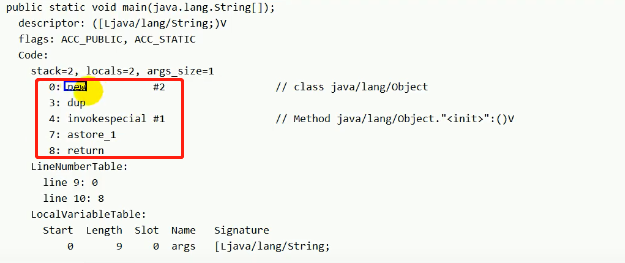 public static void main(java.lang.String[]);
descriptor: ([Ljava/lang/String;)V
flags: ACC_PUBLIC, ACC_STATIC
Code:
stack=2, locals=2, args_size=1
0: new #2 // class java/lang/Object
3: dup
4: invokespecial #1 // Method java/lang/Object."<init>":()V
7: astore_1
8: return
LineNumberTable:
line 9: 0
line 10: 8
LocalVariableTable:
Start Length Slot Name Signature
0 9 0 args [Ljava/lang/String;